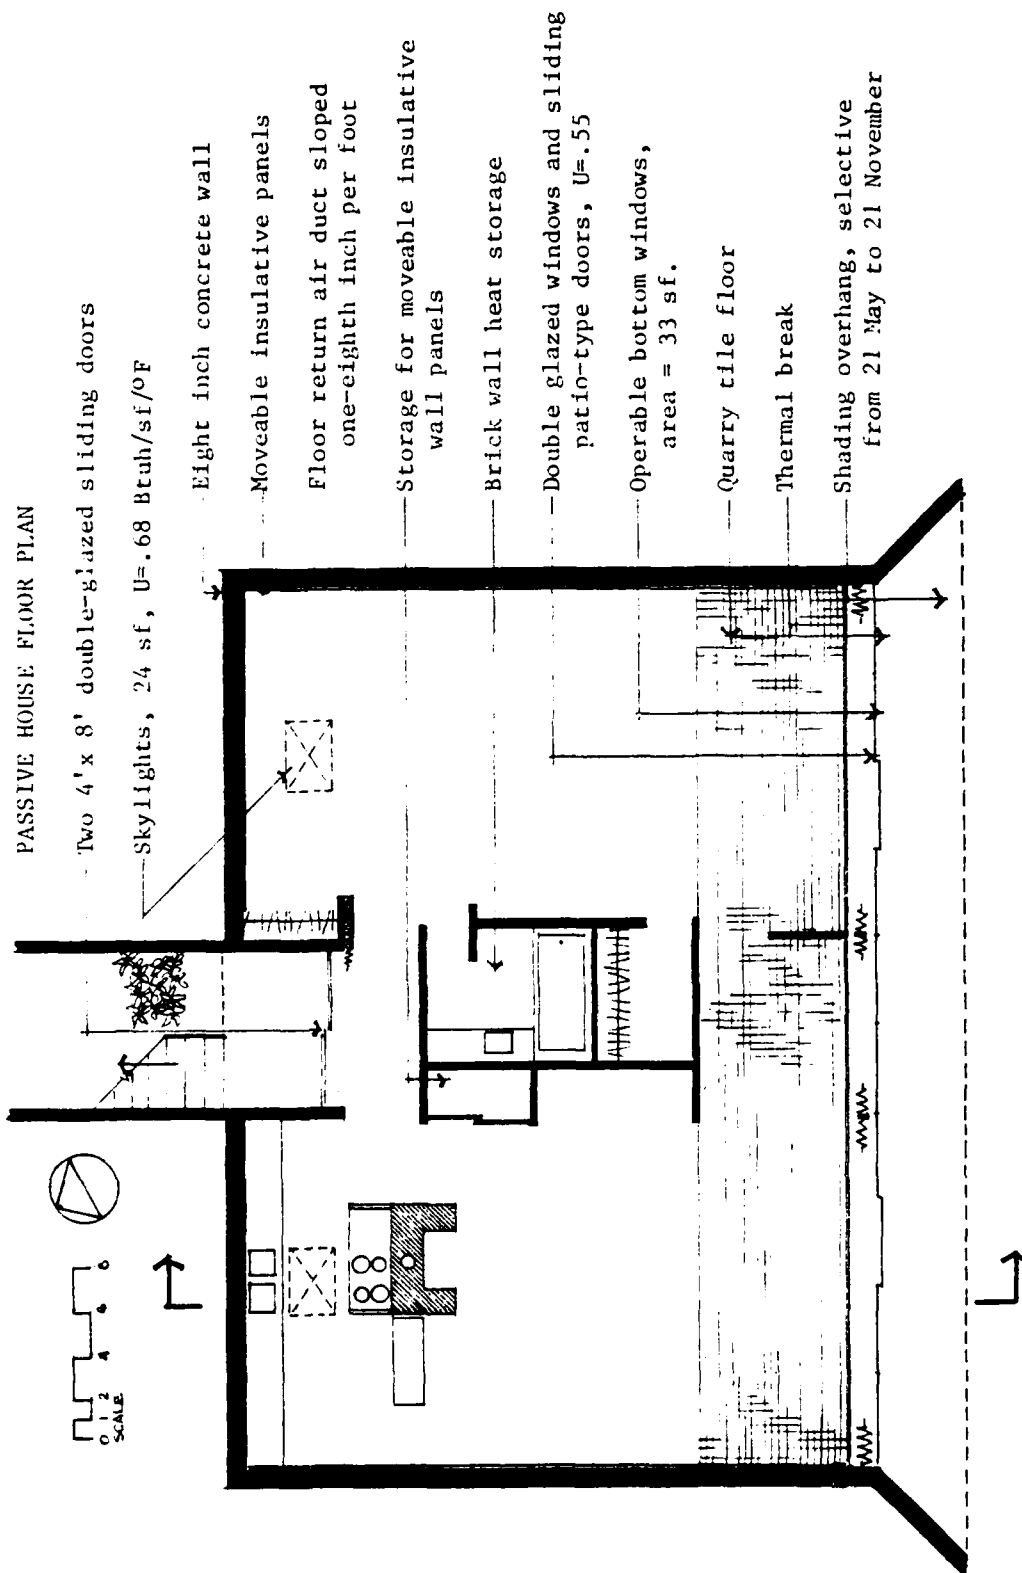 PASSIVE HOUSE FLOOR PLAN
Two 4'x 8' double-glazed sliding doors
Skylights, 24 sf, U=.68 Btuh/sf/°F
Eight inch concrete wall
Moveable insulative panels
Floor return air duct sloped
one-eighth inch per foot
Storage for moveable insulative
wall panels
Brick wall heat storage
Double glazed windows and sliding
patio-type doors, U=.55
Operable bottom windows,
area = 33 sf.
Quarry tile floor
Thermal break
Shading overhang, selective
from 21 May to 21 November
0 1 2 4 6 8
SCALE